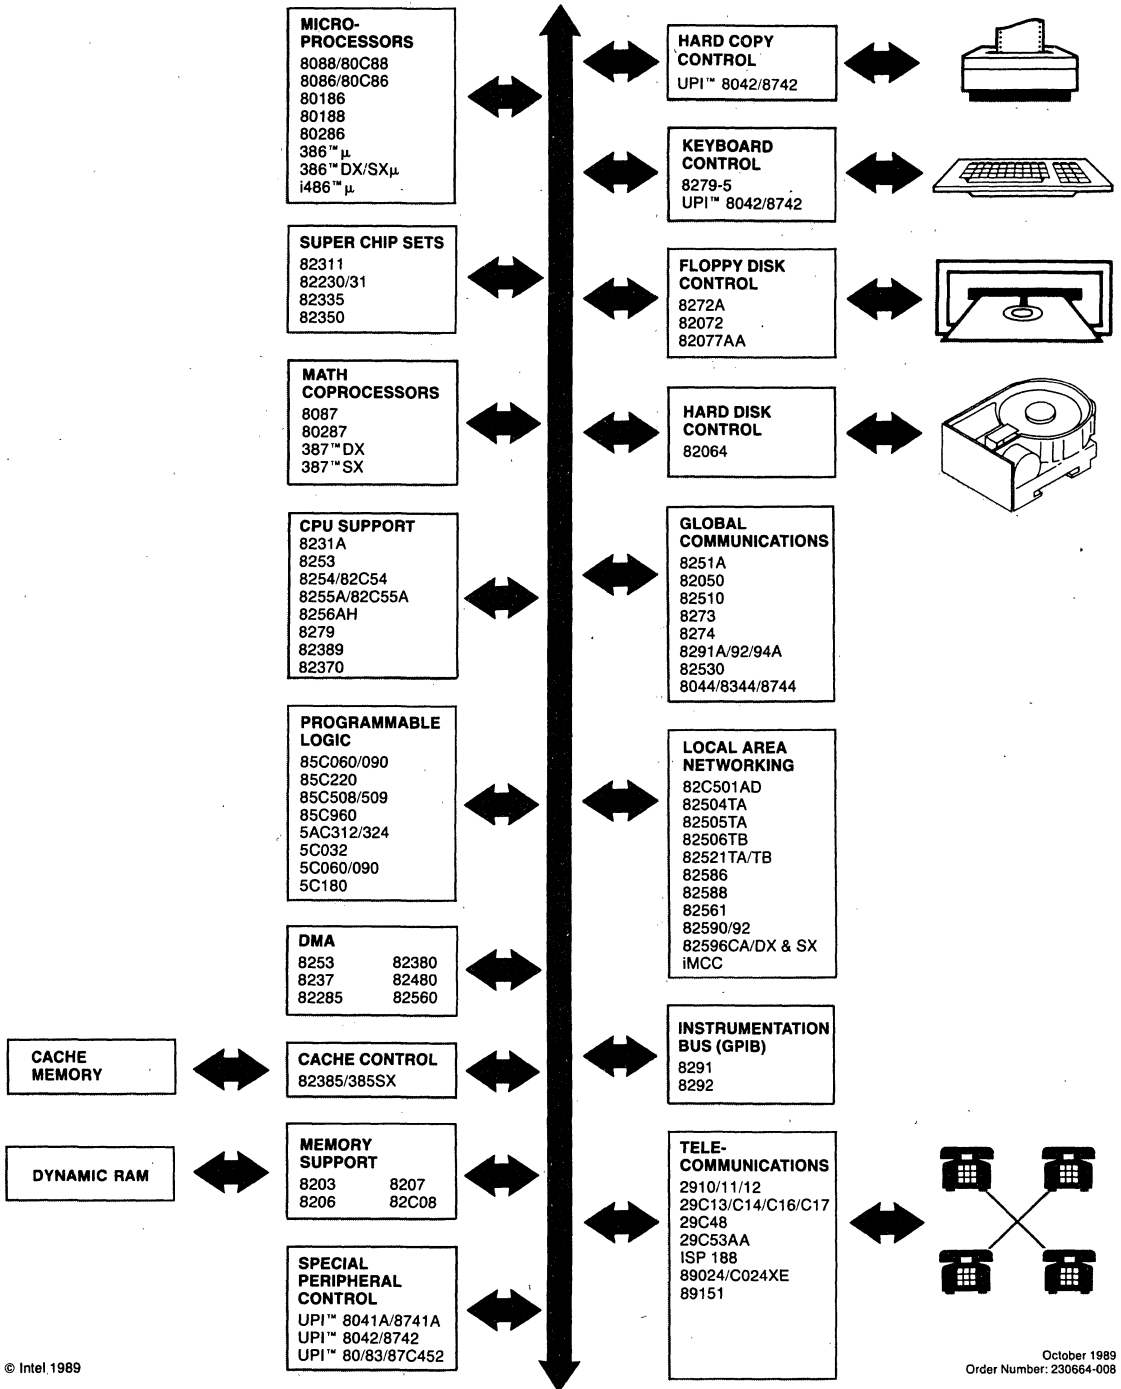 MICRO-
PROCESSORS
8088/80C88
8086/80C86
80186
80188
80286
386™ μ
386™ DX/SXμ
i486™ μ
SUPER CHIP SETS
82311
82230/31
82335
82350
MATH
COPROCESSORS
8087
80287
387™ DX
387™ SX
CPU SUPPORT
8231A
8253
8254/82C54
8255A/82C55A
8256AH
8279
82389
82370
PROGRAMMABLE
LOGIC
85C060/090
85C220
85C508/509
85C960
5AC312/324
5C032
5C060/090
5C180
DMA
8253 82380
8237 82480
82285 82560
CACHE
MEMORY
CACHE CONTROL
82385/385SX
DYNAMIC RAM
MEMORY
SUPPORT
8203 8207
8206 82C08
SPECIAL
PERIPHERAL
CONTROL
UPI™ 8041A/8741A
UPI™ 8042/8742
UPI™ 80/83/87C452
HARD COPY
CONTROL
UPI™ 8042/8742
KEYBOARD
CONTROL
8279-5
UPI™ 8042/8742
FLOPPY DISK
CONTROL
8272A
82072
82077AA
HARD DISK
CONTROL
82064
GLOBAL
COMMUNICATIONS
8251A
82050
82510
8273
8274
8291A/92/94A
82530
8044/8344/8744
LOCAL AREA
NETWORKING
82C501AD
82504TA
82505TA
82506TB
82521TA/TB
82586
82588
82561
82590/92
82596CA/DX & SX
iMCC
INSTRUMENTATION
BUS (GPIB)
8291
8292
TELE-
COMMUNICATIONS
2910/11/12
29C13/C14/C16/C17
29C48
29C53AA
ISP 188
89024/C024XE
89151
© Intel 1989
October 1989
Order Number: 230664-008